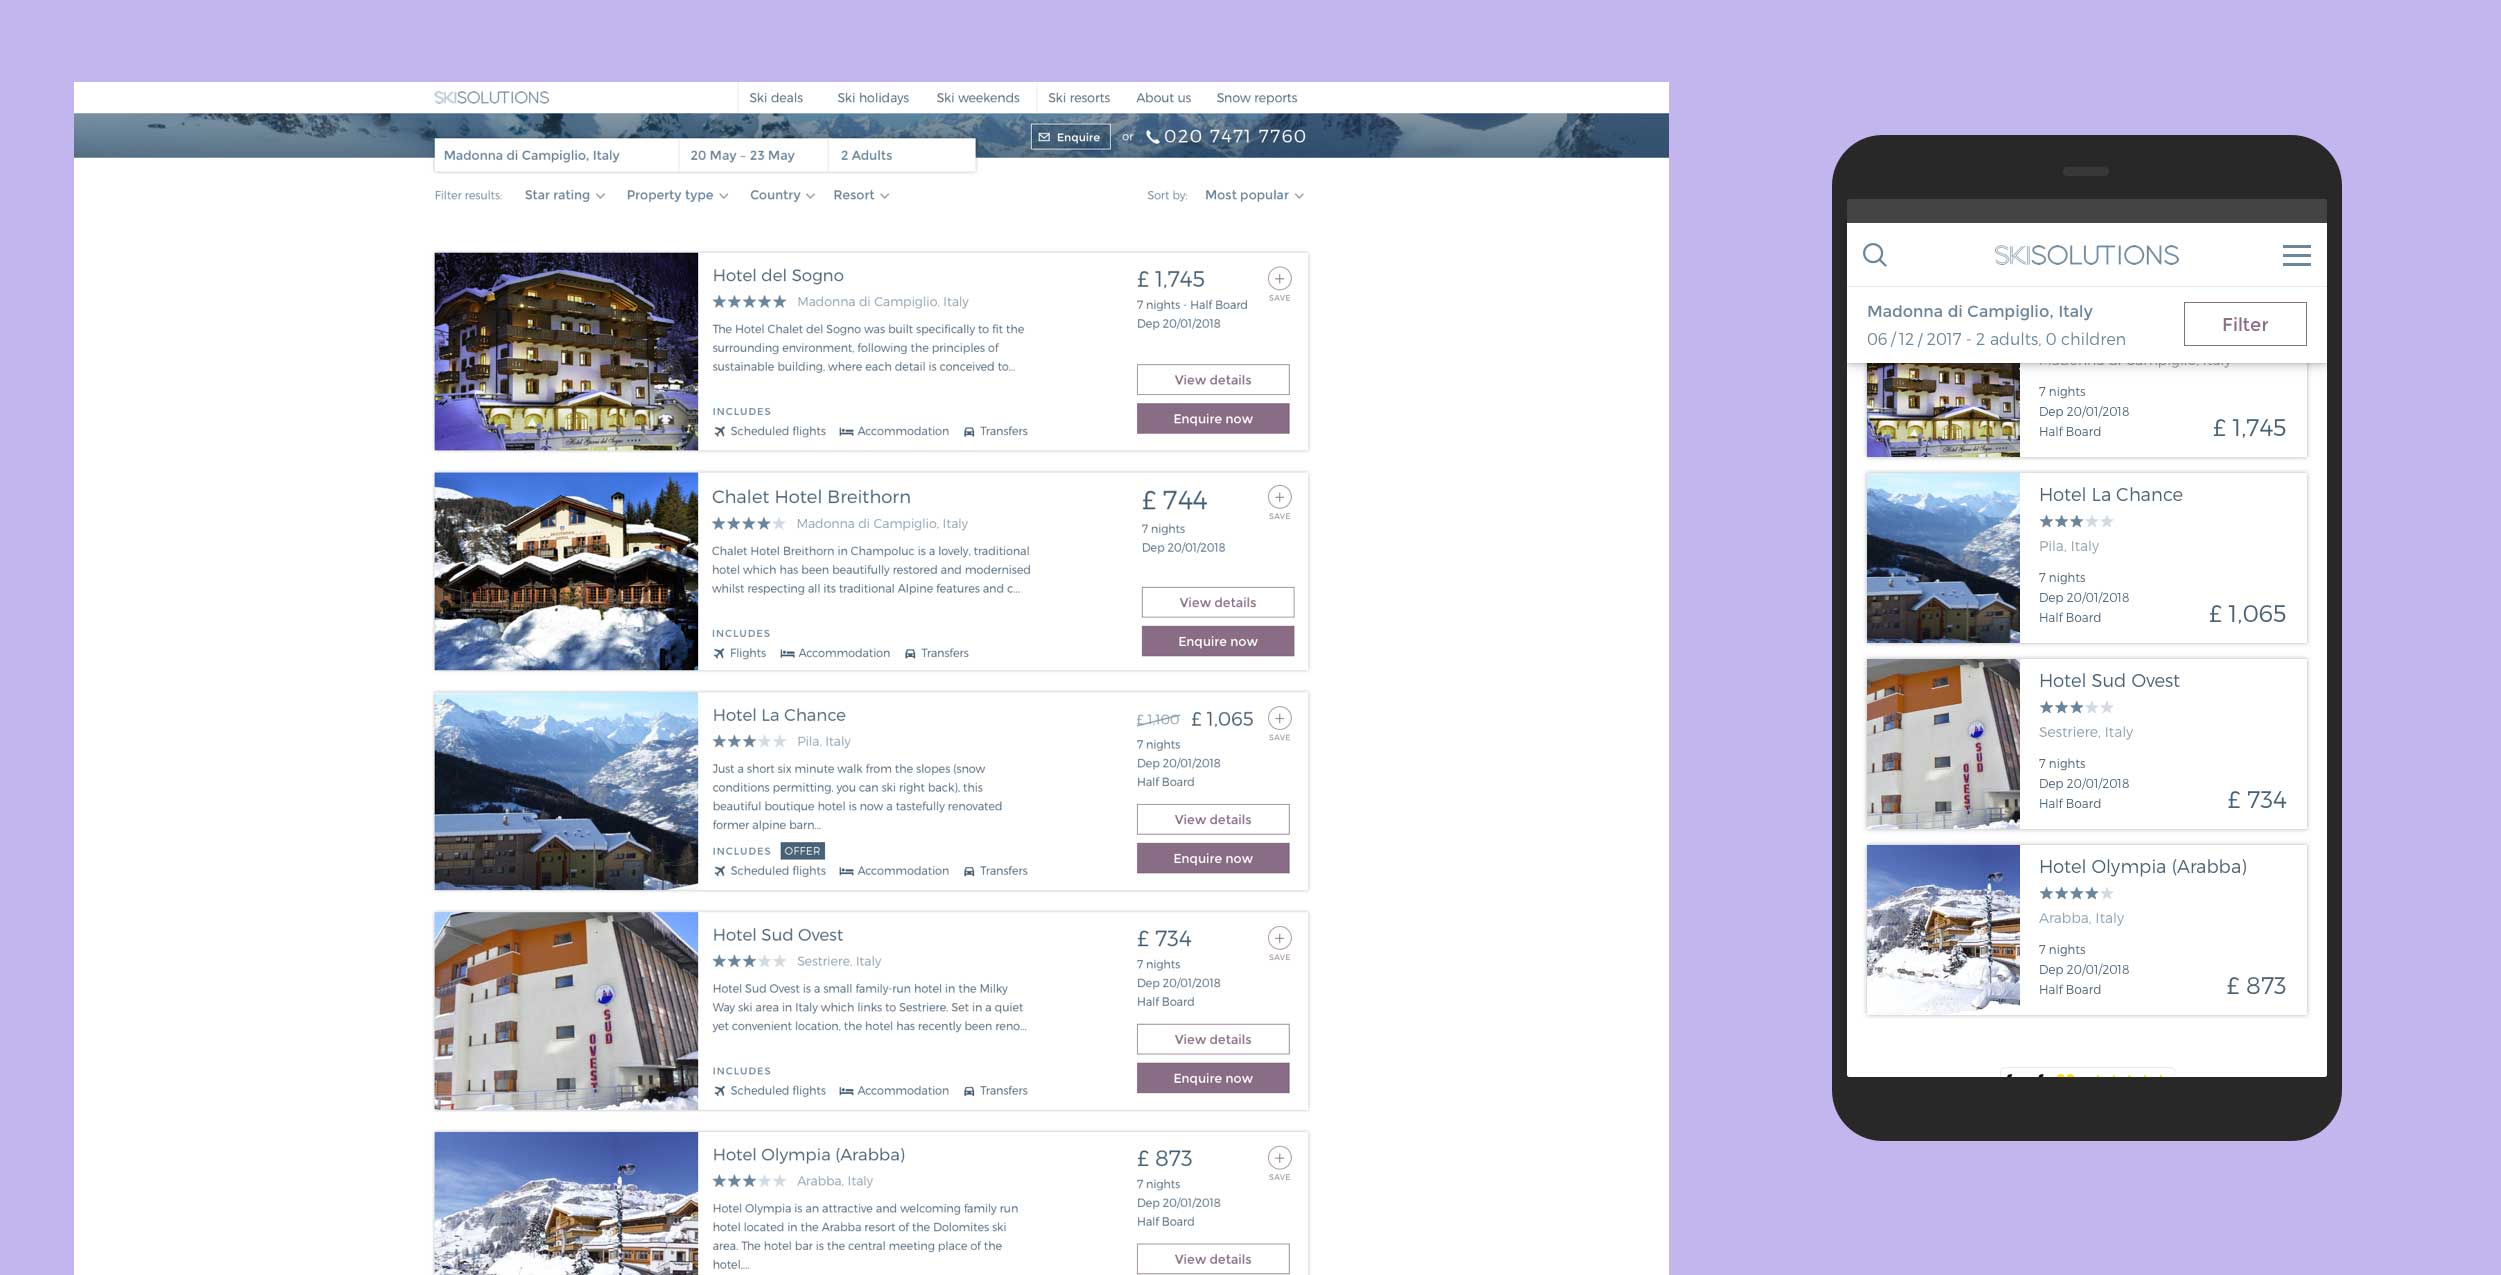 SKISOLUTIONS
Ski deals Ski holidays Ski weekends Ski resorts About us Snow reports
Enquire or 020 7471 7760
Madonna di Campiglio, Italy 20 May – 23 May 2 Adults
Filter results: Star rating Property type Country Resort Sort by: Most popular
Hotel del Sogno
Madonna di Campiglio, Italy
The Hotel Chalet del Sogno was built specifically to fit the
surrounding environment, following the principles of
sustainable building, where each detail is conceived to...
INCLUDES
Scheduled flights Accommodation Transfers
£ 1,745
7 nights - Half Board
Dep 20/01/2018
SAVE
View details
Enquire now
Chalet Hotel Breithorn
Madonna di Campiglio, Italy
Chalet Hotel Breithorn in Champoluc is a lovely, traditional
hotel which has been beautifully restored and modernised
whilst respecting all its traditional Alpine features and c...
INCLUDES
Flights Accommodation Transfers
£ 744
7 nights
Dep 20/01/2018
SAVE
View details
Enquire now
Hotel La Chance
Pila, Italy
Just a short six minute walk from the slopes (snow
conditions permitting, you can ski right back), this
beautiful boutique hotel is now a tastefully renovated
former alpine barn...
INCLUDES OFFER
Scheduled flights Accommodation Transfers
£ 1,100 £ 1,065
7 nights
Dep 20/01/2018
Half Board
SAVE
View details
Enquire now
SUD
OVEST
Hotel Sud Ovest
Sestriere, Italy
Hotel Sud Ovest is a small family-run hotel in the Milky
Way ski area in Italy which links to Sestriere. Set in a quiet
yet convenient location, the hotel has recently been reno...
INCLUDES
Scheduled flights Accommodation Transfers
£ 734
7 nights
Dep 20/01/2018
Half Board
SAVE
View details
Enquire now
Hotel Olympia (Arabba)
Arabba, Italy
Hotel Olympia is an attractive and welcoming family run
hotel located in the Arabba resort of the Dolomites ski
area. The hotel bar is the central meeting place of the
hotel,...
£ 873
7 nights
Dep 20/01/2018
Half Board
SAVE
View details
SKISOLUTIONS
Madonna di Campiglio, Italy
06 / 12 / 2017 - 2 adults, 0 children
Filter
Madonna di Campiglio, Italy
7 nights
Dep 20/01/2018
Half Board
£ 1,745
Hotel La Chance
Pila, Italy
7 nights
Dep 20/01/2018
Half Board
£ 1,065
SUD
OVEST
Hotel Sud Ovest
Sestriere, Italy
7 nights
Dep 20/01/2018
Half Board
£ 734
Hotel Olympia (Arabba)
Arabba, Italy
7 nights
Dep 20/01/2018
Half Board
£ 873